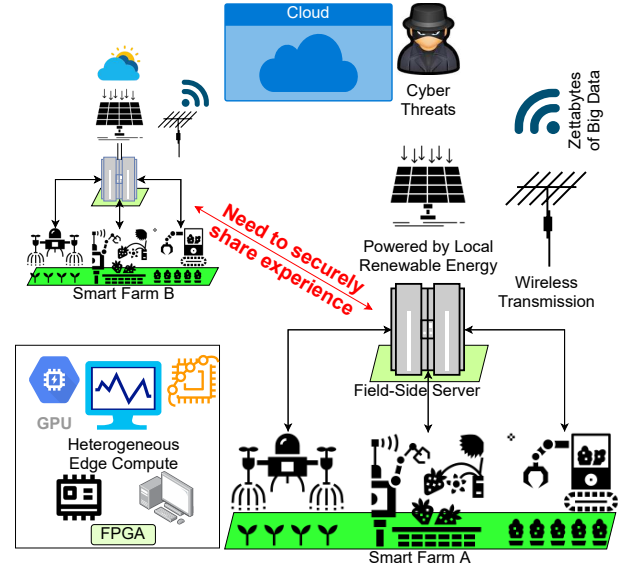 Cloud
Cyber
Threats
Zettabytes
of Big Data
Need to securely
share experience
Powered by Local
Renewable Energy
Wireless
Transmission
Smart Farm B
Field-Side Server
GPU
Heterogeneous
Edge Compute
FPGA
Smart Farm A